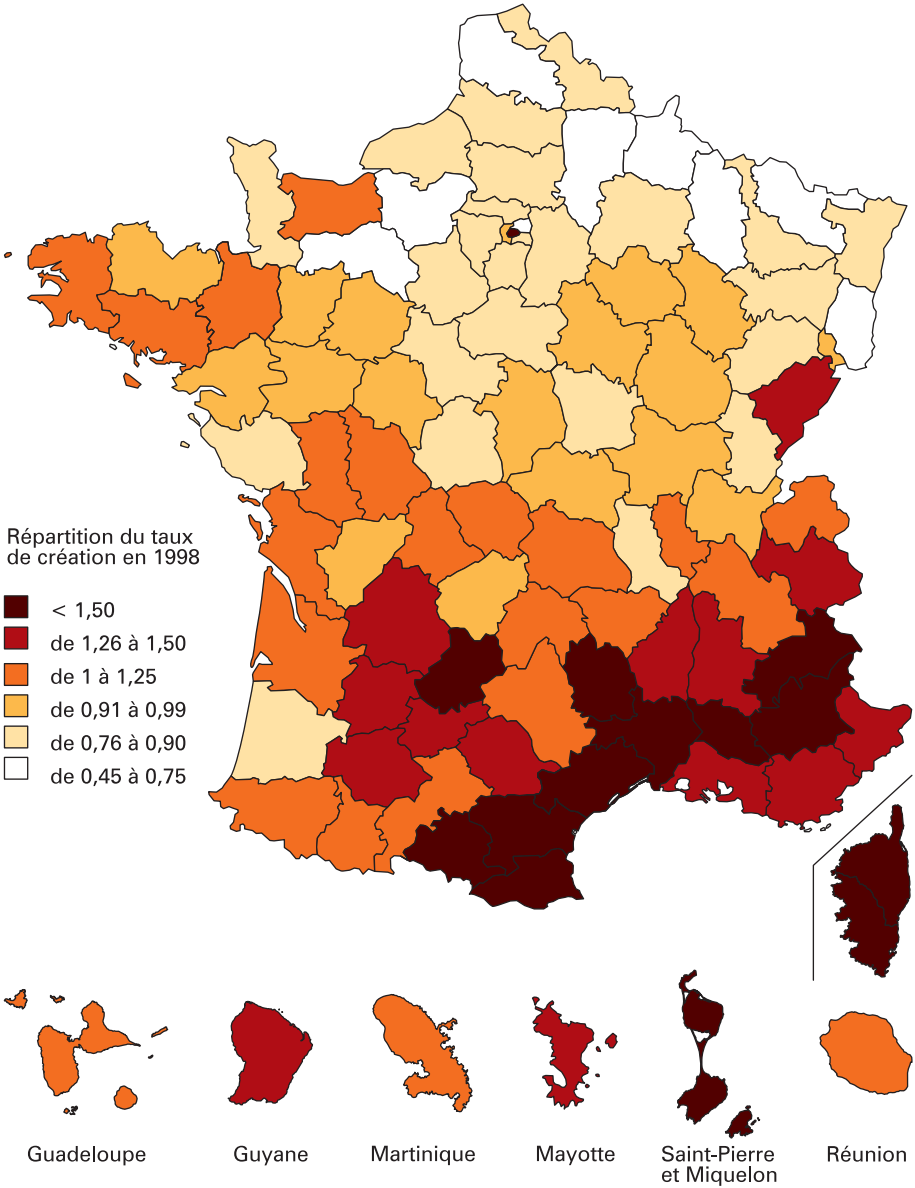 Répartition du taux
de création en 1998
< 1,50
de 1,26 à 1,50
de 1 à 1,25
de 0,91 à 0,99
de 0,76 à 0,90
de 0,45 à 0,75
Guadeloupe
Guyane
Martinique
Mayotte
Saint-Pierre
et Miquelon
Réunion